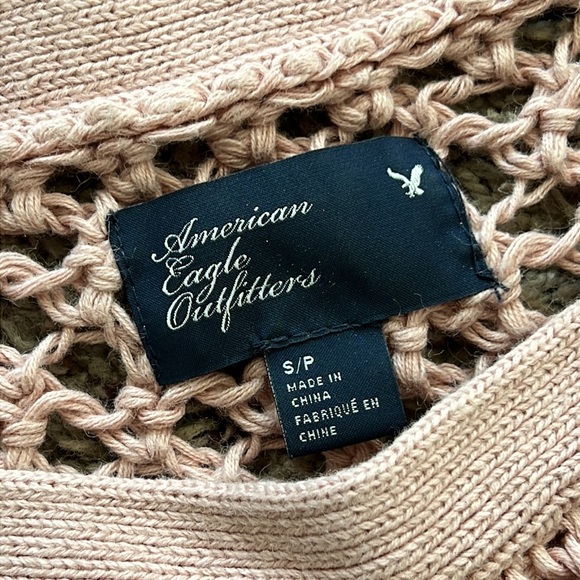 American
Eagle
Outfitters
S/P
MADE IN
CHINA
FABRIQUÉ EN
CHINE